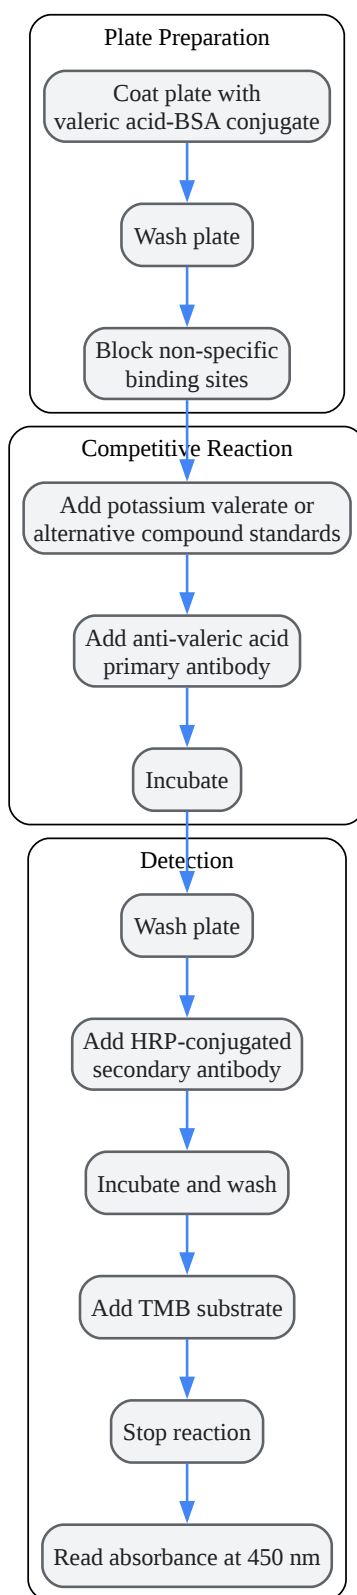 Plate Preparation
Coat plate with
valeric acid-BSA conjugate
Wash plate
Block non-specific
binding sites
Competitive Reaction
Add potassium valerate or
alternative compound standards
Add anti-valeric acid
primary antibody
Incubate
Detection
Wash plate
Add HRP-conjugated
secondary antibody
Incubate and wash
Add TMB substrate
Stop reaction
Read absorbance at 450 nm